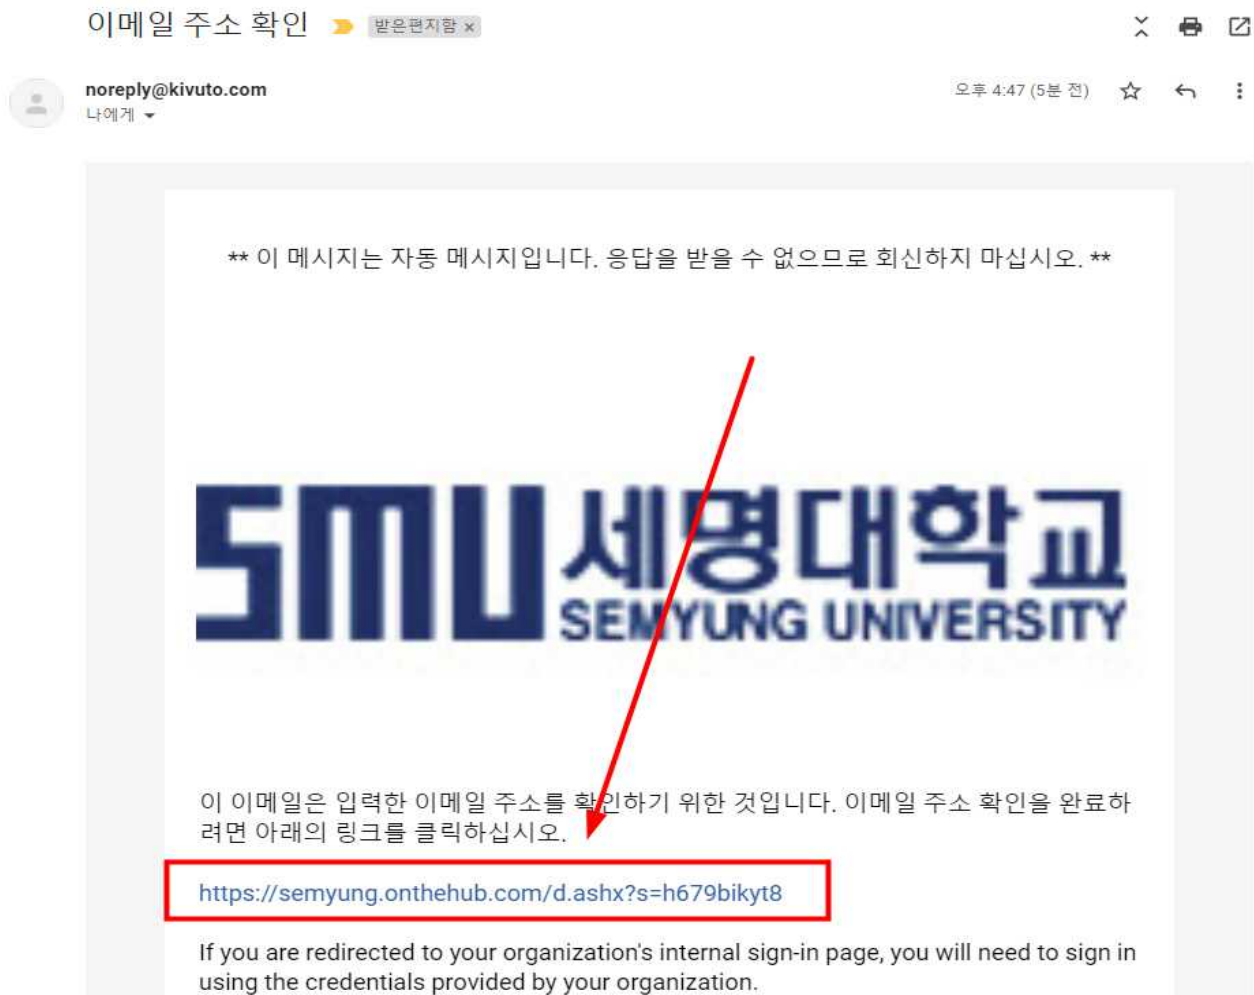 이메일 주소 확인 받은편지함 ×
noreply@kivuto.com 오후 4:47 (5분 전)
나에게
** 이 메시지는 자동 메시지입니다. 응답을 받을 수 없으므로 회신하지 마십시오. **
SMU 세명대학교
SEMYUNG UNIVERSITY
이 이메일은 입력한 이메일 주소를 확인하기 위한 것입니다. 이메일 주소 확인을 완료하
려면 아래의 링크를 클릭하십시오.
https://semyung.onthehub.com/d.ashx?s=h679bikyt8
If you are redirected to your organization's internal sign-in page, you will need to sign in
using the credentials provided by your organization.